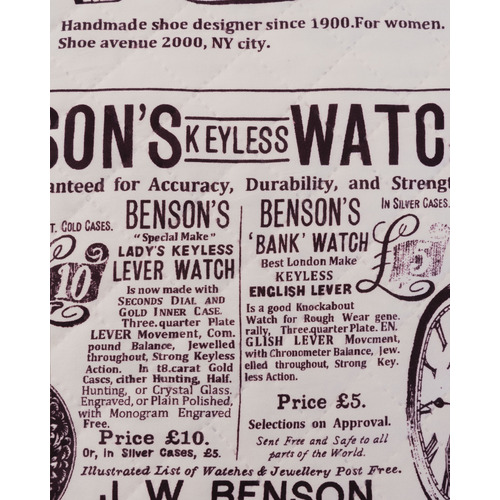 Handmade shoe designer since 1900.For women.
Shoe avenue 2000, NY city.
SON'S KEYLESS WATC
anteed for Accuracy, Durability, and Strengt
T. GOLD CASES.
£10
BENSON'S
"Special Make"
LADY'S KEYLESS
LEVER WATCH
Is now made with
SECONDS DIAL AND
GOLD INNER CASE.
Three.quarter Plate
LEVER Movement, Com.
pound Balance, Jewelled
throughout, Strong Keyless
Action. In t8.carat Gold
Cases, cither Hunting, Half.
Hunting, or Crystal Glass.
Engraved, or Plain Polished,
with Monogram Engraved
Free.
Price £10.
Or, in Silver Cases, £5.
BENSON'S
'BANK' WATCH
Best London Make
KEYLESS
ENGLISH LEVER
IN SILVER CASES.
£5
Is a good Knockabout
Watch for Rough Wear gene.
rally, Three.quarter Plate. EN.
GLISH LEVER Movcment,
with Chronometer Balance, Jew.
elled throughout, Strong Key.
less Action.
Price £5.
Selections on Approval.
Sent Free and Safe to all
parts of the World.
Illustrated List of Watches & Jewellery Post Free.
J. W. BENSON